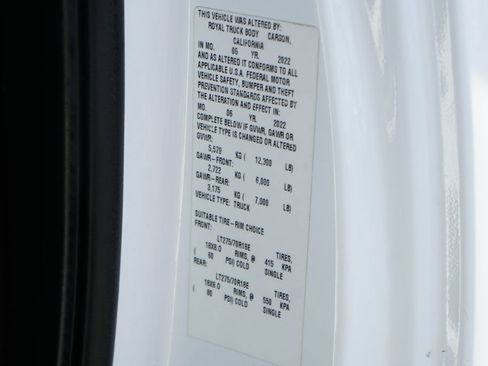 THIS VEHICLE WAS ALTERED BY:
ROYAL TRUCK BODY CARSON,
CALIFORNIA
IN MO. 06 YR. 2022
AND AS ALTERED IT CONFORMS TO ALL
APPLICABLE U.S.A. FEDERAL MOTOR
VEHICLE SAFETY, BUMPER AND THEFT
PREVENTION STANDARDS AFFECTED BY
THE ALTERATION AND EFFECT IN:
MO. 06 YR. 2022
COMPLETE BELOW IF GVWR, GAWR OR
VEHICLE TYPE IS CHANGED OR ALTERED
GVWR:
5,579 KG ( 12,300 LB)
GAWR-FRONT:
2,722 KG ( 6,000 LB)
GAWR-REAR:
3,175 KG ( 7,000 LB)
VEHICLE TYPE: TRUCK
SUITABLE TIRE-RIM CHOICE
FRONT:
LT275/70R18E TIRES,
18X8.0 RIMS, @ 415 KPA
( 60 PSI) COLD SINGLE
REAR:
LT275/70R18E TIRES,
18X8.0 RIMS, @ 550 KPA
( 80 PSI) COLD SINGLE